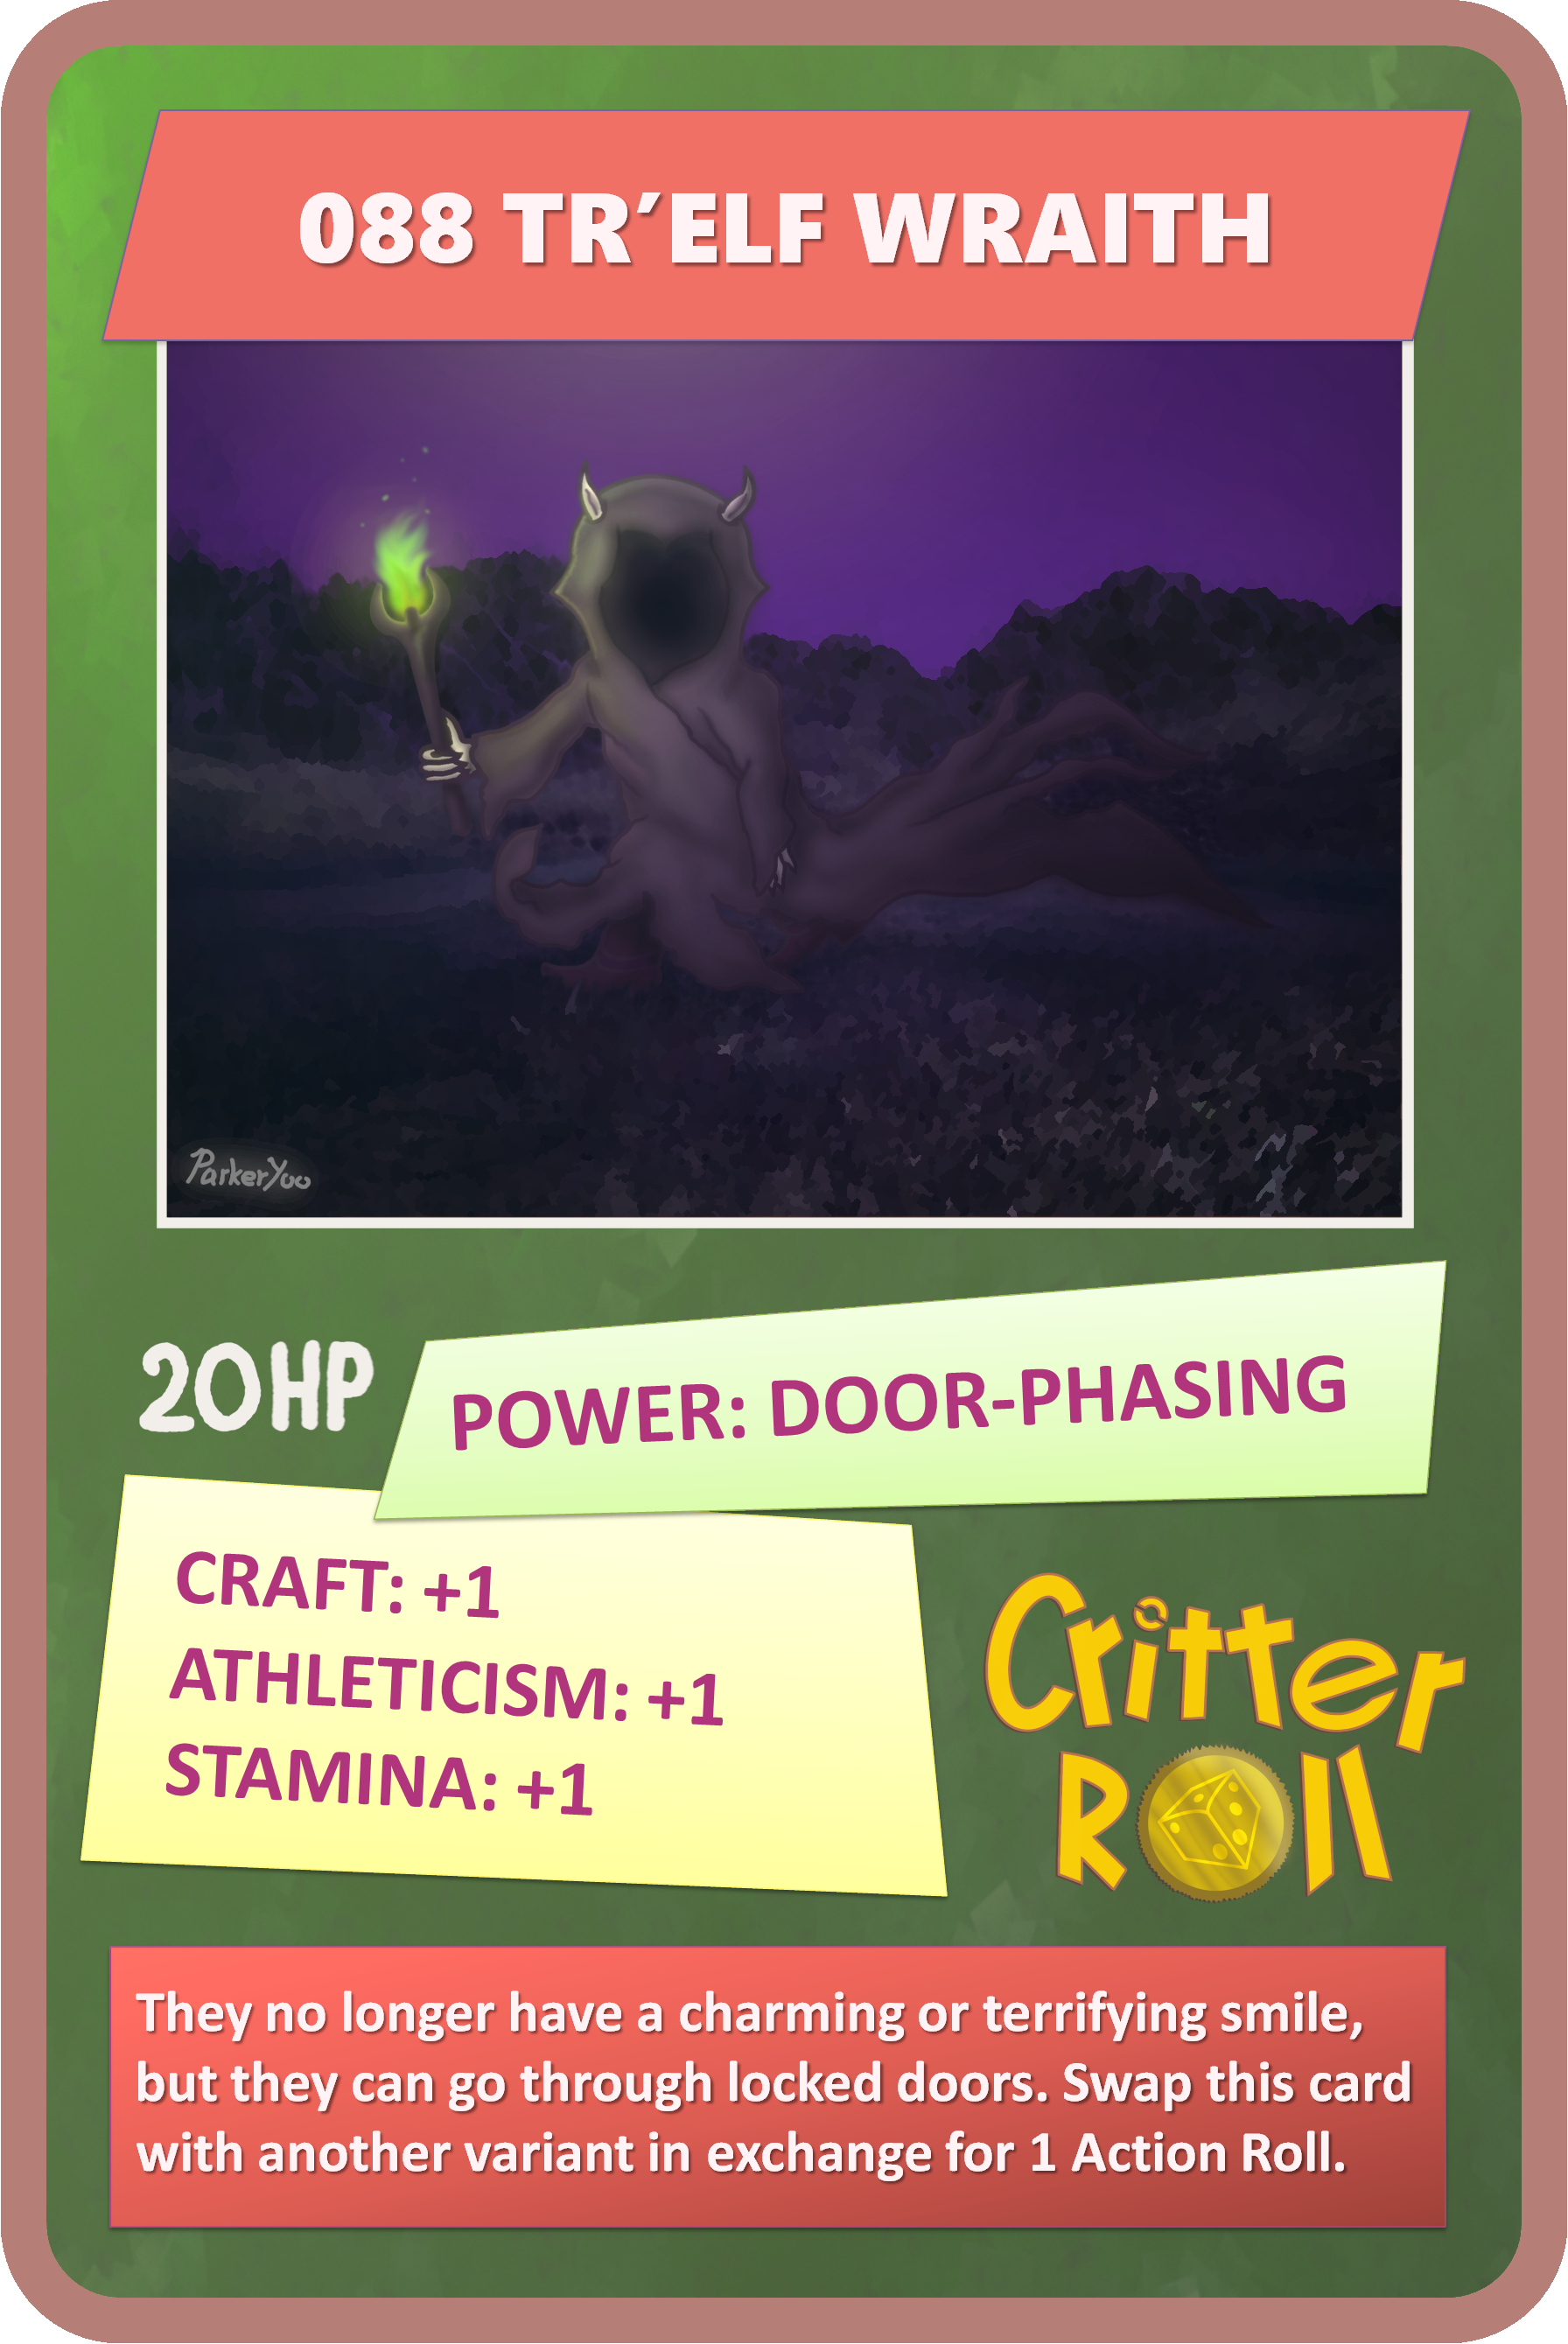 088 TR’ELF WRAITH
ParkerYoo
20HP
POWER: DOOR-PHASING
CRAFT: +1
ATHLETICISM: +1
STAMINA: +1
Critter
Roll
They no longer have a charming or terrifying smile,
but they can go through locked doors. Swap this card
with another variant in exchange for 1 Action Roll.